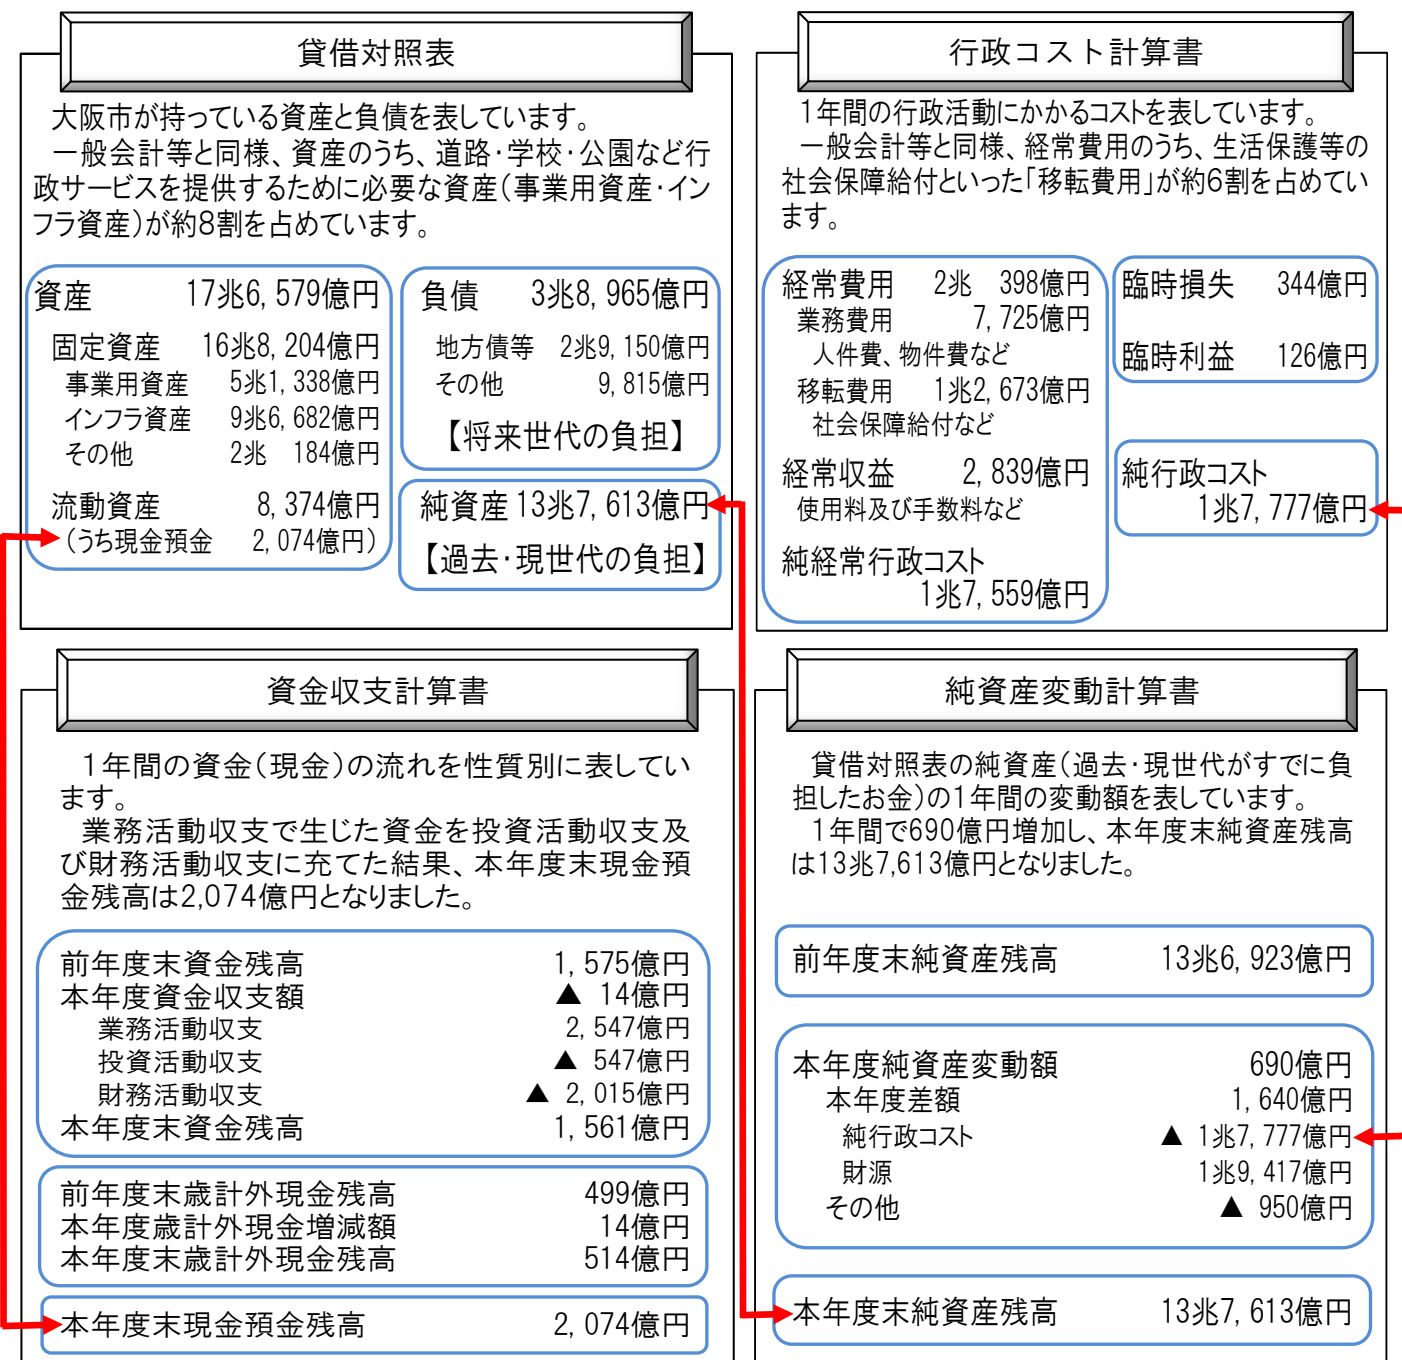 貸借対照表
大阪市が持っている資産と負債を表しています。
一般会計等と同様、資産のうち、道路・学校・公園など行
政サービスを提供するために必要な資産(事業用資産・イン
フラ資産)が約8割を占めています。
資産 17兆6,579億円
固定資産 16兆8,204億円
事業用資産 5兆1,338億円
インフラ資産 9兆6,682億円
その他 2兆 184億円
流動資産 8,374億円
(うち現金預金 2,074億円)
負債 3兆8,965億円
地方債等 2兆9,150億円
その他 9,815億円
【将来世代の負担】
純資産 13兆7,613億円
【過去・現世代の負担】
行政コスト計算書
1年間の行政活動にかかるコストを表しています。
一般会計等と同様、経常費用のうち、生活保護等の
社会保障給付といった「移転費用」が約6割を占めてい
ます。
経常費用 2兆 398億円
業務費用 7,725億円
人件費、物件費など
移転費用 1兆2,673億円
社会保障給付など
経常収益 2,839億円
使用料及び手数料など
純経常行政コスト
1兆7,559億円
臨時損失 344億円
臨時利益 126億円
純行政コスト
1兆7,777億円
資金収支計算書
1年間の資金(現金)の流れを性質別に表してい
ます。
業務活動収支で生じた資金を投資活動収支及
び財務活動収支に充てた結果、本年度末現金預
金残高は2,074億円となりました。
前年度末資金残高 1,575億円
本年度資金収支額 ▲ 14億円
業務活動収支 2,547億円
投資活動収支 ▲ 547億円
財務活動収支 ▲ 2,015億円
本年度末資金残高 1,561億円
前年度末歳計外現金残高 499億円
本年度歳計外現金増減額 14億円
本年度末歳計外現金残高 514億円
本年度末現金預金残高 2,074億円
純資産変動計算書
貸借対照表の純資産(過去・現世代がすでに負
担したお金)の1年間の変動額を表しています。
1年間で690億円増加し、本年度末純資産残高
は13兆7,613億円となりました。
前年度末純資産残高 13兆6,923億円
本年度純資産変動額 690億円
本年度差額 1,640億円
純行政コスト ▲ 1兆7,777億円
財源 1兆9,417億円
その他 ▲ 950億円
本年度末純資産残高 13兆7,613億円